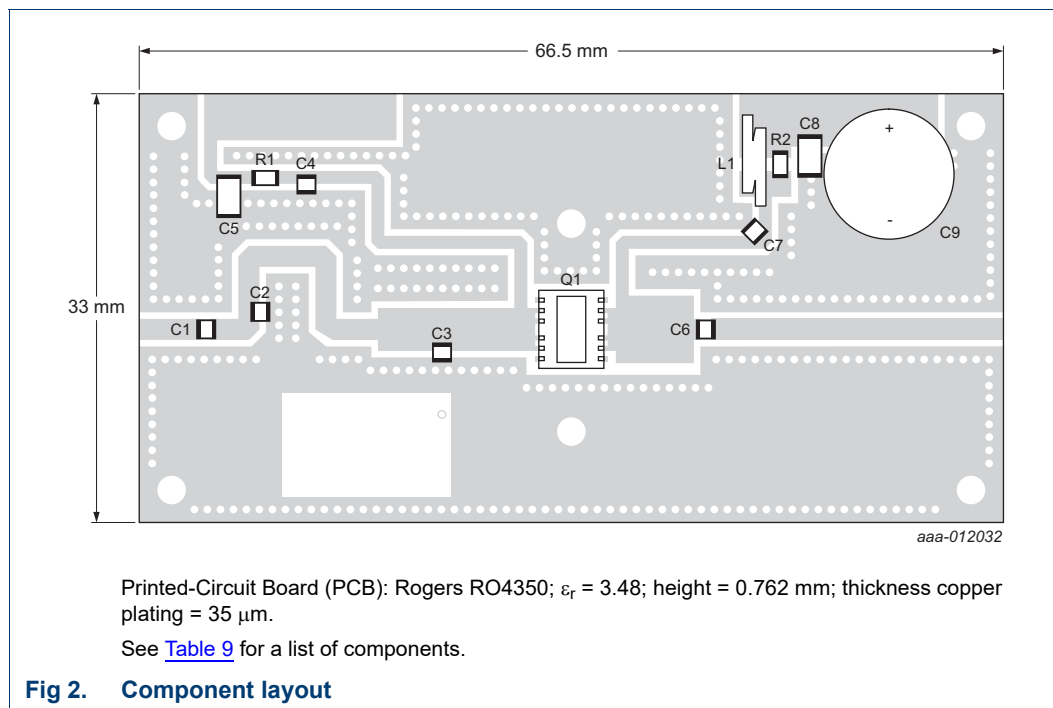 66.5 mm
33 mm
R1
C4
C5
C2
C1
C3
Q1
L1
R2
C8
+
-
C9
C7
C6
aaa-012032
Printed-Circuit Board (PCB): Rogers RO4350; εr = 3.48; height = 0.762 mm; thickness copper
plating = 35 μm.
See Table 9 for a list of components.
Fig 2. Component layout